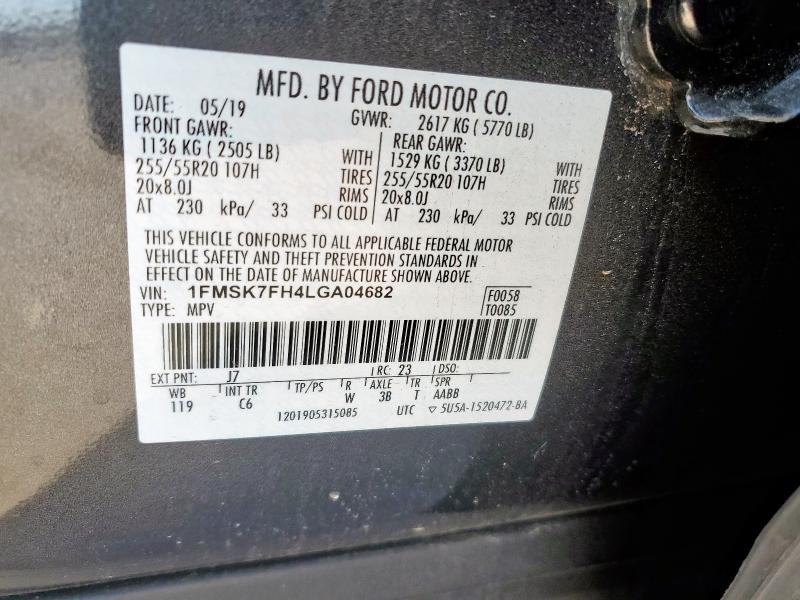 MFD. BY FORD MOTOR CO.
DATE: 05/19 GVWR: 2617 KG ( 5770 LB)
FRONT GAWR: REAR GAWR:
1136 KG ( 2505 LB) WITH 1529 KG ( 3370 LB) WITH
255/55R20 107H TIRES 255/55R20 107H TIRES
20x8.0J RIMS 20x8.0J RIMS
AT 230 kPa/ 33 PSI COLD AT 230 kPa/ 33 PSI COLD
THIS VEHICLE CONFORMS TO ALL APPLICABLE FEDERAL MOTOR
VEHICLE SAFETY AND THEFT PREVENTION STANDARDS IN
EFFECT ON THE DATE OF MANUFACTURE SHOWN ABOVE.
VIN: 1FMSK7FH4LGA04682 F0058
TYPE: MPV T0085
EXT PNT: J7 RC: 23 DSO:
WB INT TR TP/PS R AXLE TR SPR
119 C6 W 3B T AABB
1201905315085 UTC ▽ 5U5A-1520472-BA